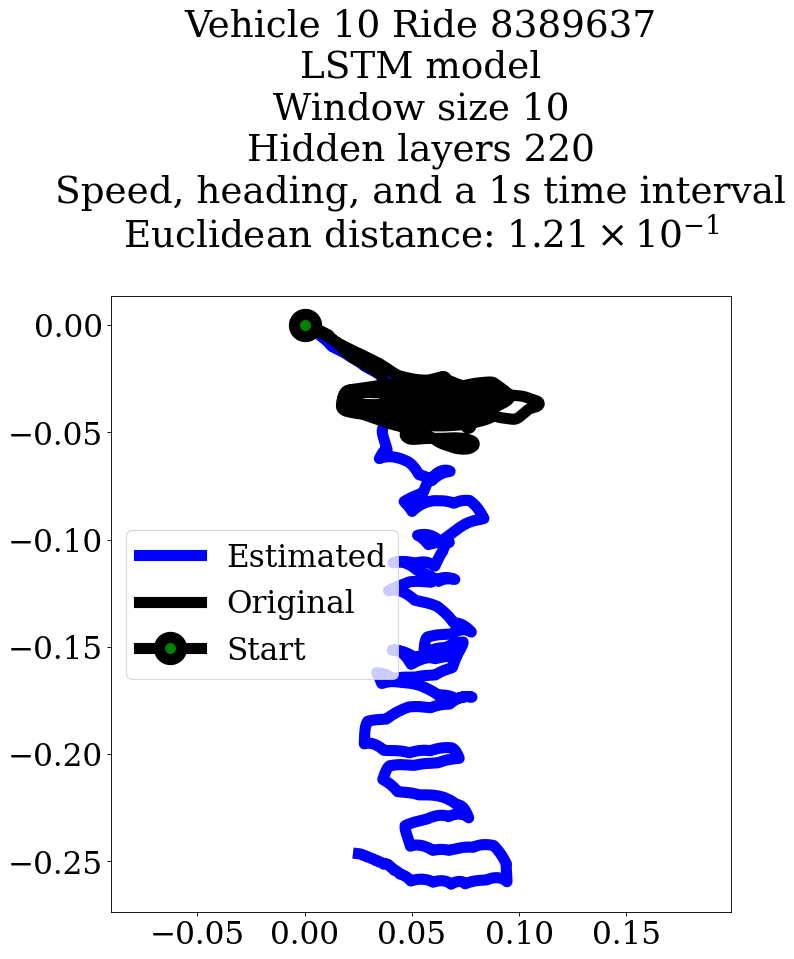 Vehicle 10 Ride 8389637
LSTM model
Window size 10
Hidden layers 220
Speed, heading, and a 1s time interval
Euclidean distance: 1.21 × 10⁻¹
0.00
−0.05
−0.10
−0.15
−0.20
−0.25
Estimated
Original
Start
−0.05 0.00 0.05 0.10 0.15